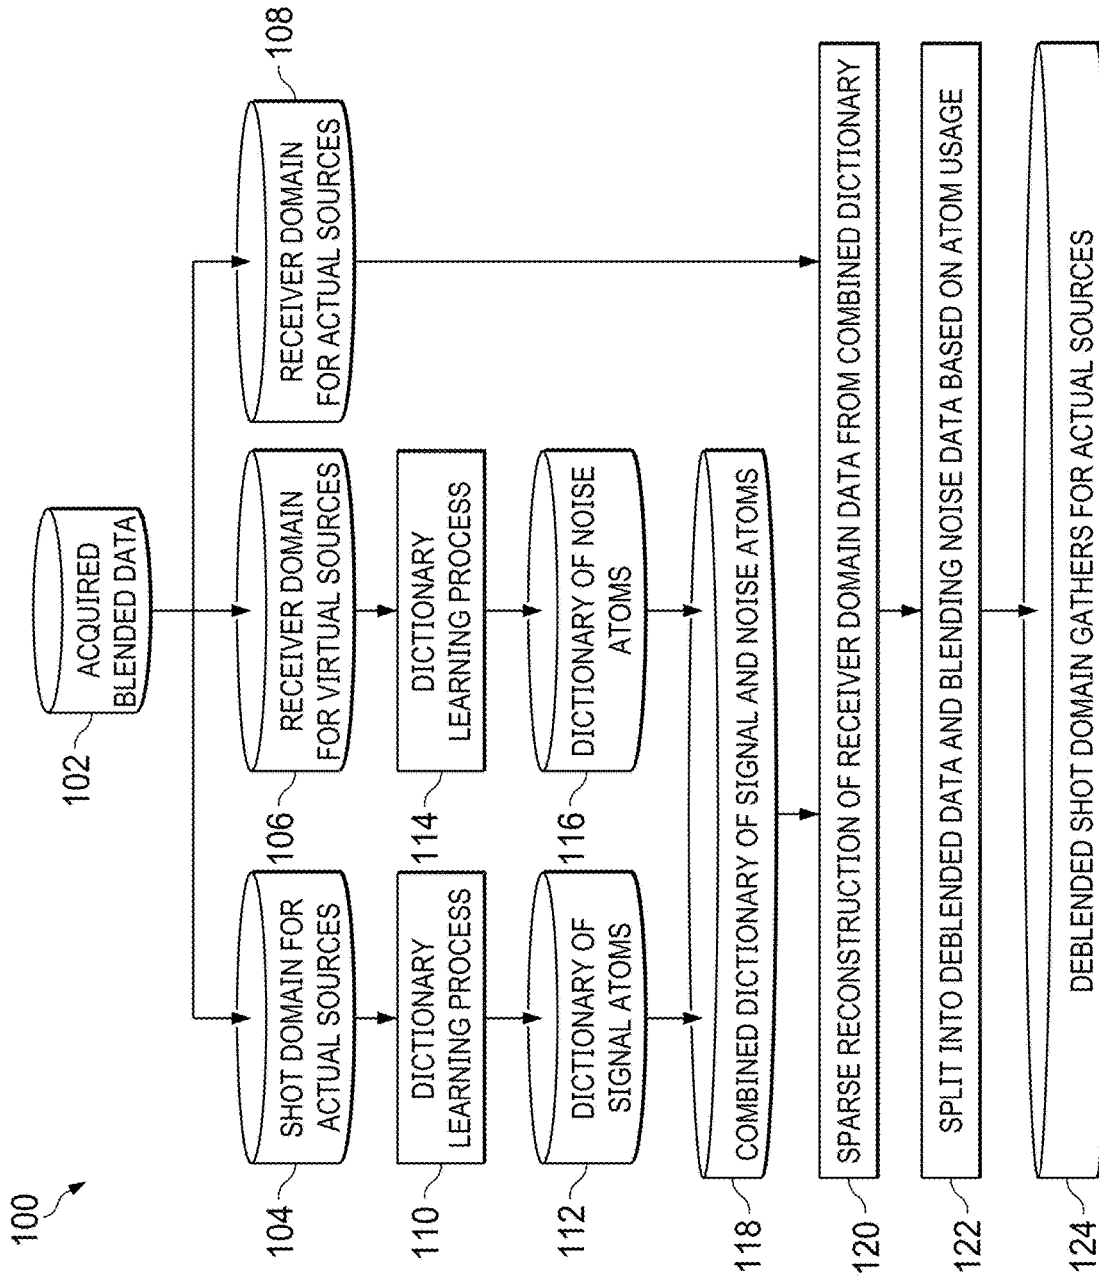 100
ACQUIRED
BLENDED DATA
102
SHOT DOMAIN FOR
ACTUAL SOURCES
104
RECEIVER DOMAIN
FOR VIRTUAL SOURCES
106
RECEIVER DOMAIN
FOR ACTUAL SOURCES
108
DICTIONARY
LEARNING PROCESS
110
DICTIONARY
LEARNING PROCESS
114
DICTIONARY OF
SIGNAL ATOMS
112
DICTIONARY OF NOISE
ATOMS
116
COMBINED DICTIONARY OF SIGNAL AND NOISE ATOMS
118
SPARSE RECONSTRUCTION OF RECEIVER DOMAIN DATA FROM COMBINED DICTIONARY
120
SPLIT INTO DEBLENDED DATA AND BLENDING NOISE DATA BASED ON ATOM USAGE
122
DEBLENDED SHOT DOMAIN GATHERS FOR ACTUAL SOURCES
124